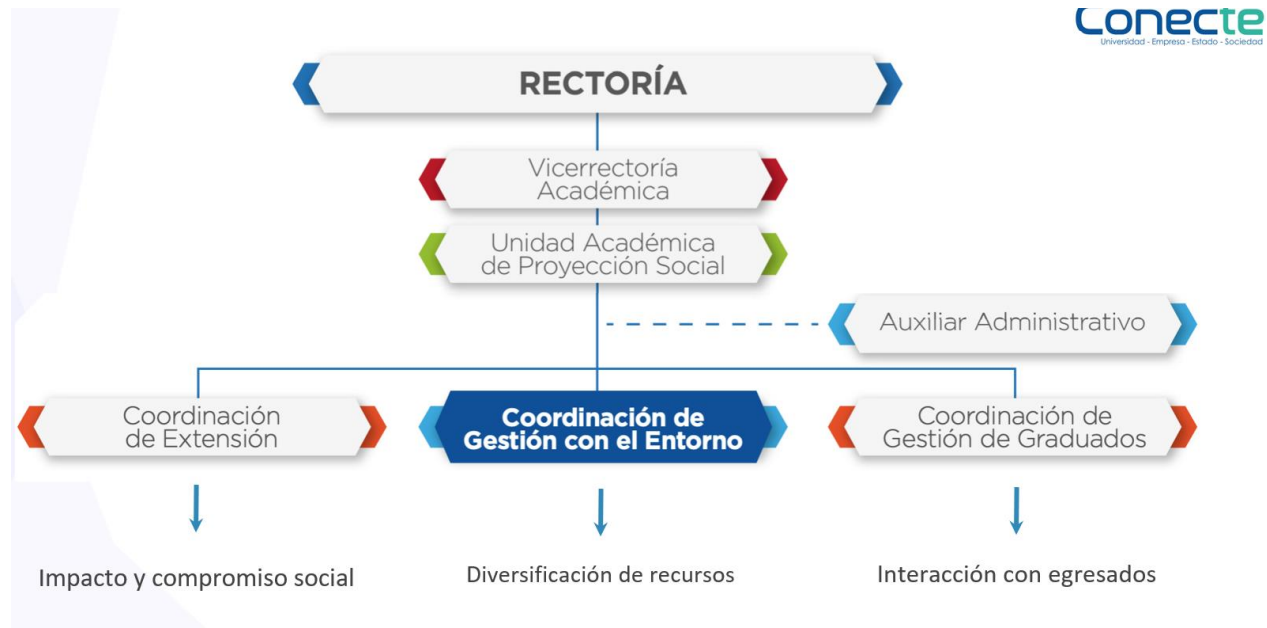 Conecte
Universidad - Empresa - Estado - Sociedad
RECTORÍA
Vicerrectoría
Académica
Unidad Académica
de Proyección Social
Auxiliar Administrativo
Coordinación
de Extensión
Coordinación de
Gestión con el Entorno
Coordinación de
Gestión de Graduados
Impacto y compromiso social
Diversificación de recursos
Interacción con egresados